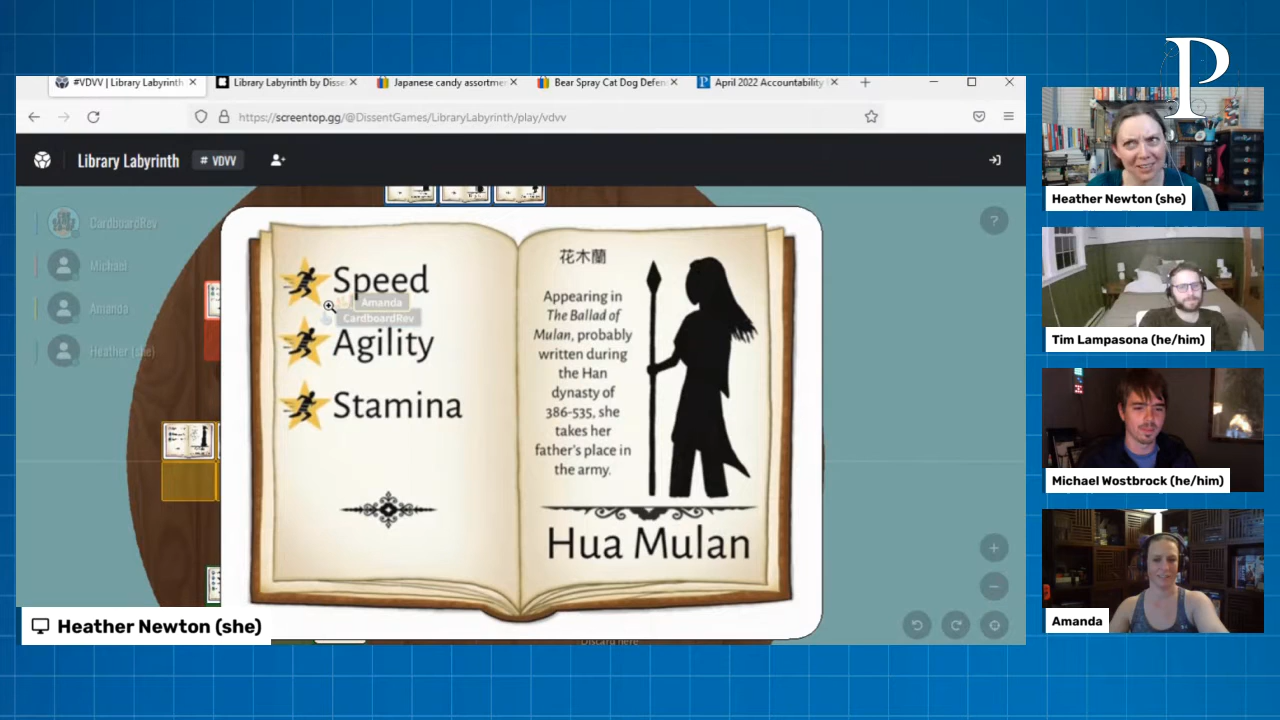 #VDVV | Library Labyrinth
Library Labyrinth by Disse
Japanese candy assortme
Bear Spray Cat Dog Defen
April 2022 Accountability
https://screentop.gg/@DissentGames/LibraryLabyrinth/play/vdvv
Library Labyrinth
# VDVV
CardboardRev
Michael
Amanda
Heather (she)
?
Speed
Amanda
CardboardRev
Agility
Stamina
花木蘭
Appearing in
The Ballad of
Mulan, probably
written during
the Han
dynasty of
386-535, she
takes her
father's place in
the army.
Hua Mulan
Discard here
Heather Newton (she)
P
Heather Newton (she)
Tim Lampasona (he/him)
Michael Wostbrock (he/him)
Amanda